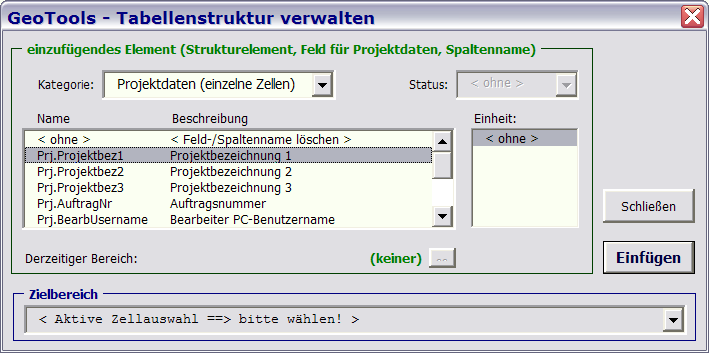 GeoTools - Tabellenstruktur verwalten
einzufügendes Element (Strukturelement, Feld für Projektdaten, Spaltenname)
Kategorie: Projektdaten (einzelne Zellen) Status: < ohne >
Name Beschreibung Einheit:
< ohne > < Feld-/Spaltenname löschen > < ohne >
Prj.Projektbez1 Projektbezeichnung 1
Prj.Projektbez2 Projektbezeichnung 2
Prj.Projektbez3 Projektbezeichnung 3
Prj.AuftragNr Auftragsnummer
Prj.BearbUsername Bearbeiter PC-Benutzername
Schließen
Derzeitiger Bereich: (keiner) --
Einfügen
Zielbereich
< Aktive Zellauswahl ==> bitte wählen! >